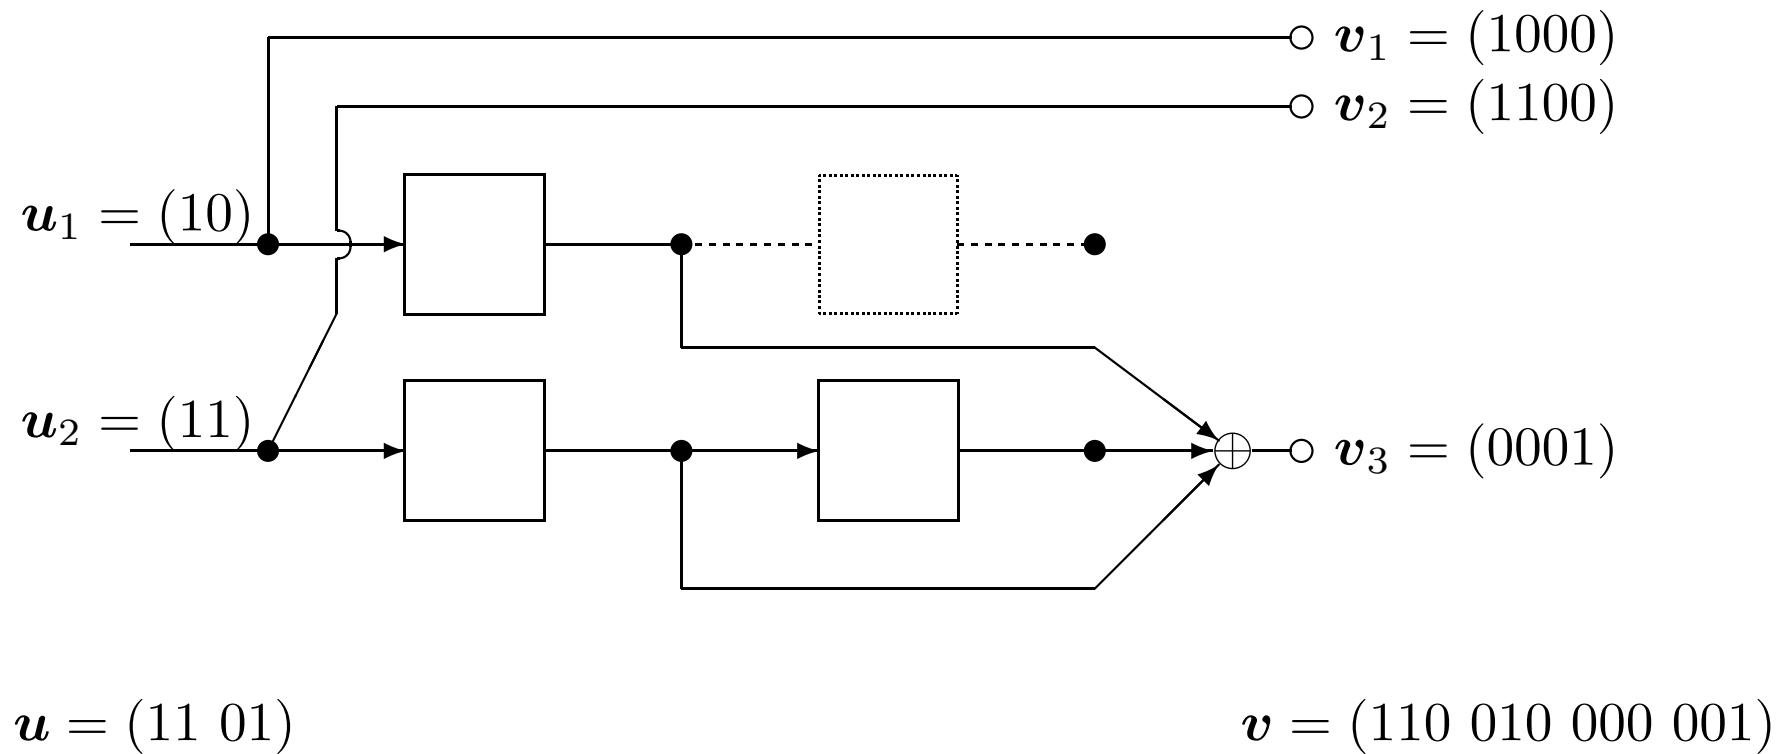 v₁ = (1000)
v₂ = (1100)
u₁ = (10)
u₂ = (11)
v₃ = (0001)
u = (11 01)
v = (110 010 000 001)